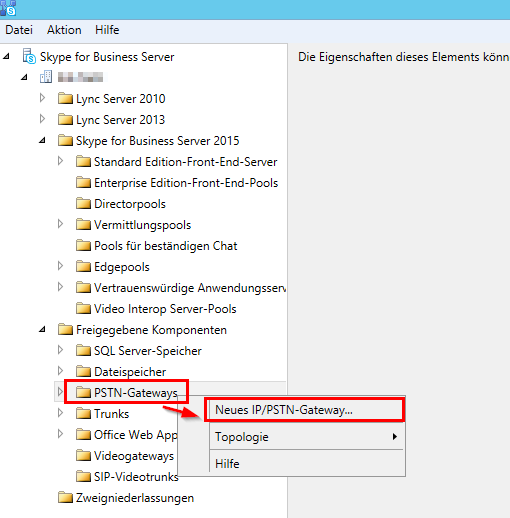 Datei Aktion Hilfe
Skype for Business Server
Die Eigenschaften dieses Elements könn
Lync Server 2010
Lync Server 2013
Skype for Business Server 2015
Standard Edition-Front-End-Server
Enterprise Edition-Front-End-Pools
Directorpools
Vermittlungspools
Pools für beständigen Chat
Edgepools
Vertrauenswürdige Anwendungsserv
Video Interop Server-Pools
Freigegebene Komponenten
SQL Server-Speicher
Dateispeicher
PSTN-Gateways
Neues IP/PSTN-Gateway...
Trunks
Topologie
Office Web App
Videogateways
Hilfe
SIP-Videotrunks
Zweigniederlassungen